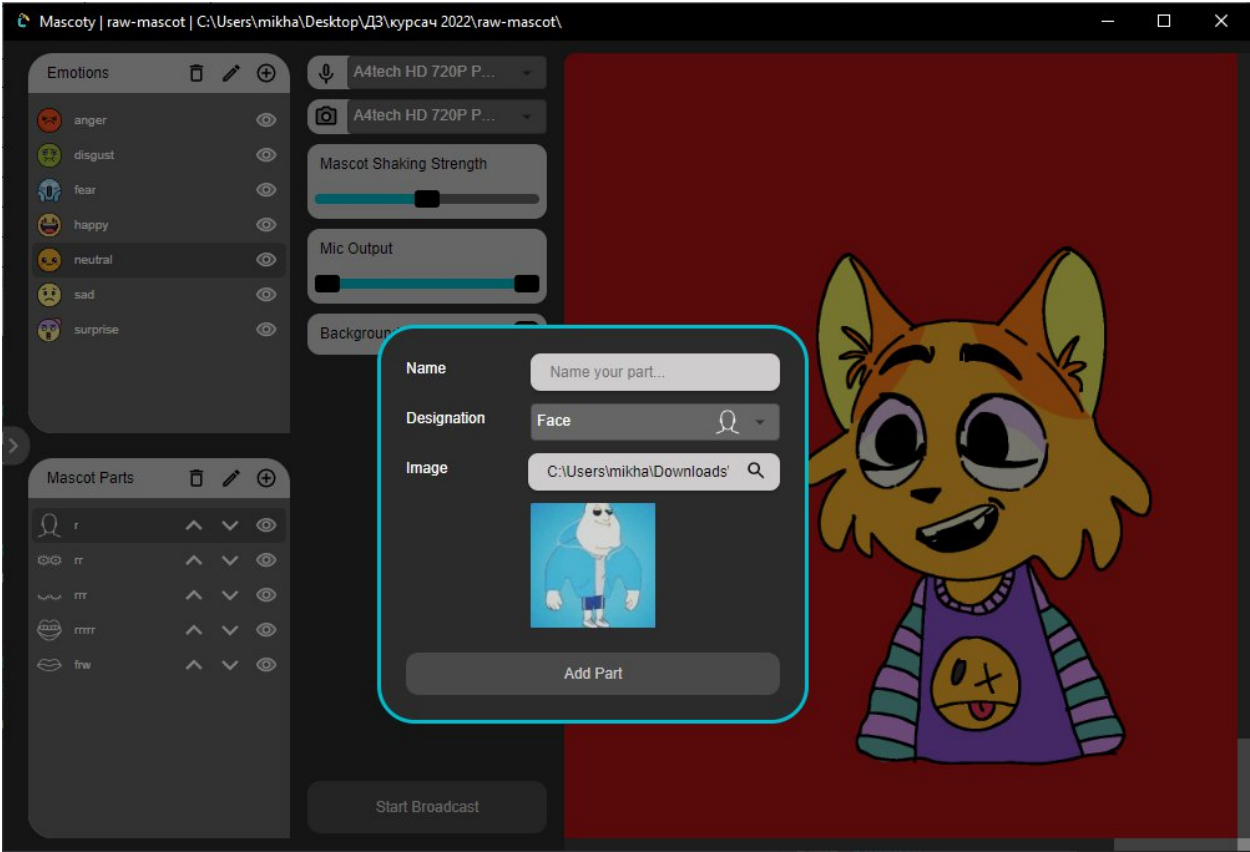 Mascoty | raw-mascot | C:\Users\mikha\Desktop\ДЗ\курсач 2022\raw-mascot\
Emotions
anger
disgust
fear
happy
neutral
sad
surprise
Mascot Parts
r
rr
rrr
rrrrr
frw
A4tech HD 720P P...
A4tech HD 720P P...
Mascot Shaking Strength
Mic Output
Background
Name
Name your part...
Designation
Face
Image
C:\Users\mikha\Downloads\
Add Part
Start Broadcast